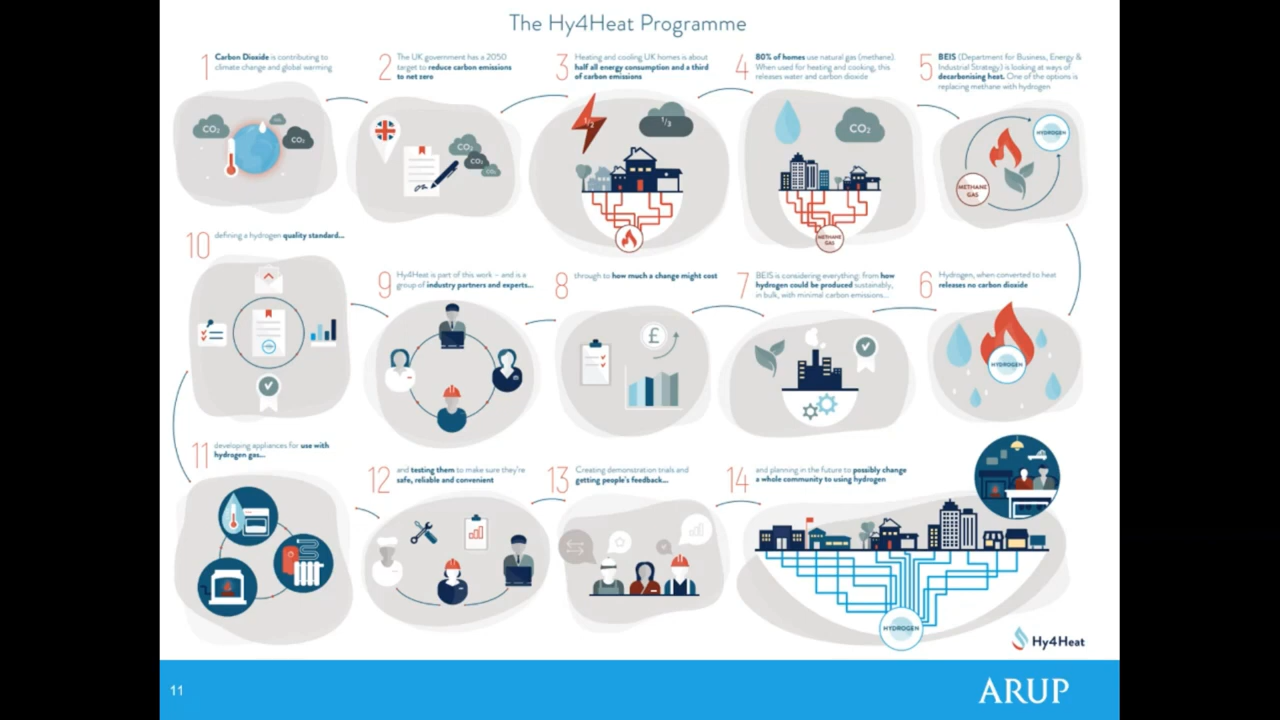 The Hy4Heat Programme
1
Carbon Dioxide is contributing to
climate change and global warming
CO₂
CO₂
CO₂
2
The UK government has a 2050
target to reduce carbon emissions
to net zero
CO₂
CO₂
CO₂
3
Heating and cooling UK homes is about
half all energy consumption and a third
of carbon emissions
1/2
1/3
4
80% of homes use natural gas (methane).
When used for heating and cooking, this
releases water and carbon dioxide
CO₂
METHANE
GAS
5
BEIS (Department for Business, Energy &
Industrial Strategy) is looking at ways of
decarbonising heat. One of the options is
replacing methane with hydrogen
HYDROGEN
METHANE
GAS
6
Hydrogen, when converted to heat
releases no carbon dioxide
HYDROGEN
7
BEIS is considering everything: from how
hydrogen could be produced sustainably,
in bulk, with minimal carbon emissions...
8
through to how much a change might cost
£
9
Hy4Heat is part of this work – and is a
group of industry partners and experts...
10
defining a hydrogen quality standard...
11
developing appliances for use with
hydrogen gas...
12
and testing them to make sure they're
safe, reliable and convenient
13
Creating demonstration trials and
getting people's feedback...
14
and planning in the future to possibly change
a whole community to using hydrogen
HYDROGEN
Hy4Heat
11
ARUP